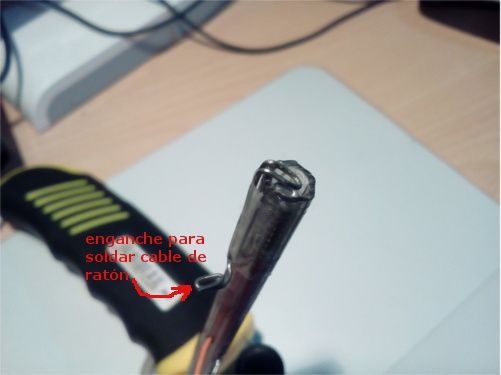 enganche para
soldar cable de
ratón